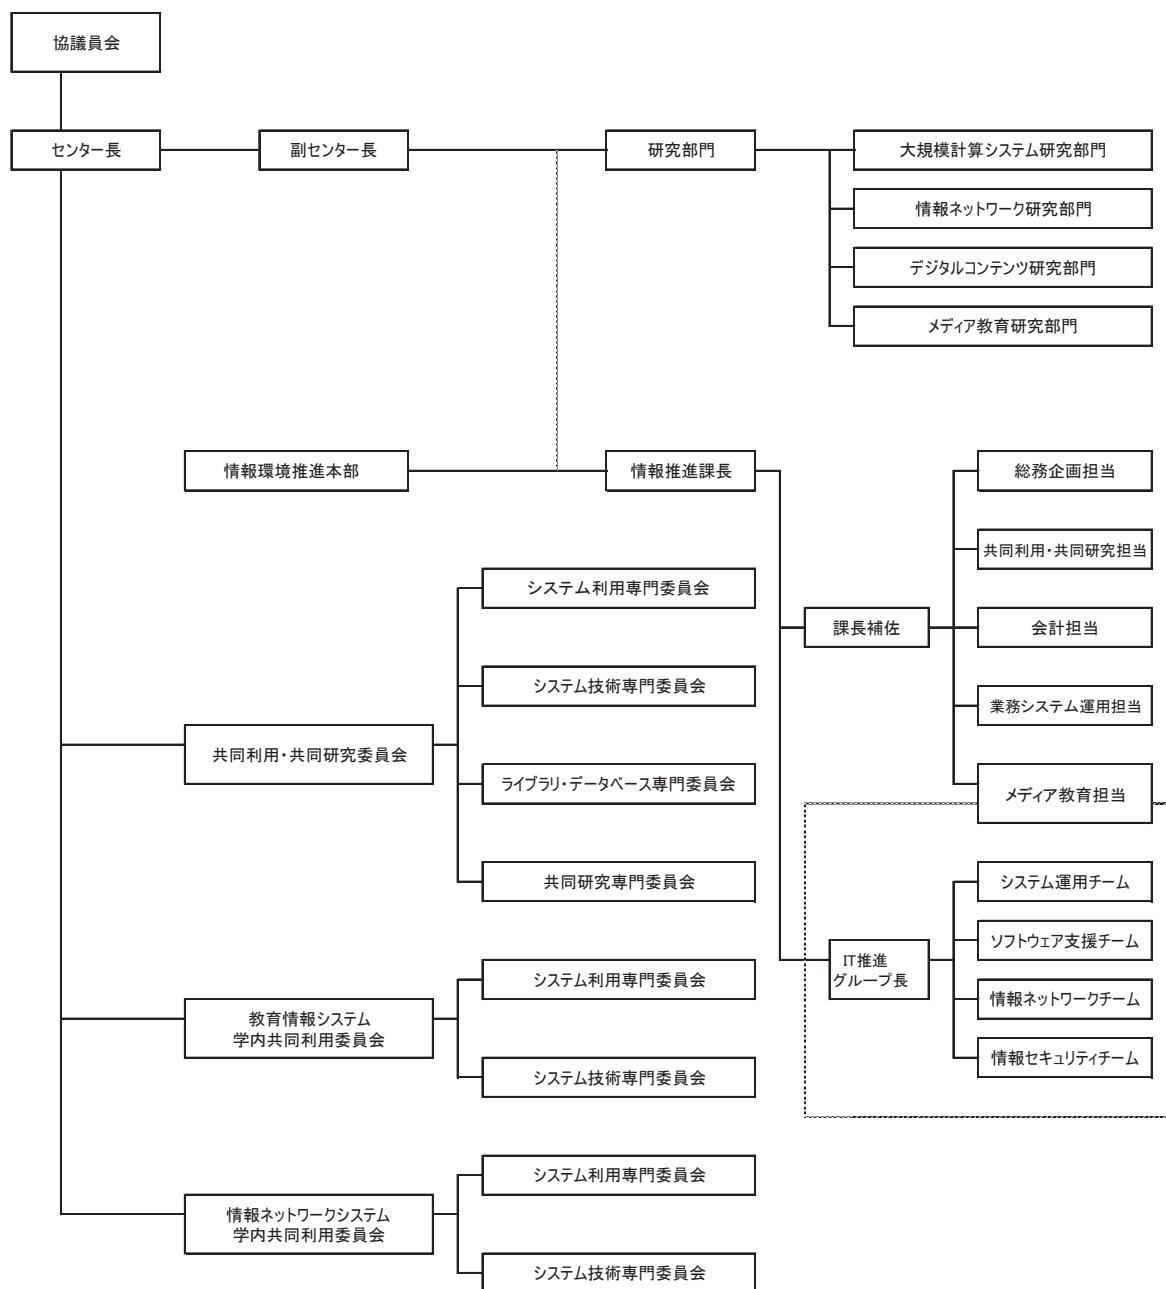 協議員会
センター長
副センター長
研究部門
大規模計算システム研究部門
情報ネットワーク研究部門
デジタルコンテンツ研究部門
メディア教育研究部門
情報環境推進本部
情報推進課長
総務企画担当
共同利用・共同研究担当
課長補佐
会計担当
業務システム運用担当
メディア教育担当
IT推進
グループ長
システム運用チーム
ソフトウェア支援チーム
情報ネットワークチーム
情報セキュリティチーム
共同利用・共同研究委員会
システム利用専門委員会
システム技術専門委員会
ライブラリ・データベース専門委員会
共同研究専門委員会
教育情報システム
学内共同利用委員会
システム利用専門委員会
システム技術専門委員会
情報ネットワークシステム
学内共同利用委員会
システム利用専門委員会
システム技術専門委員会